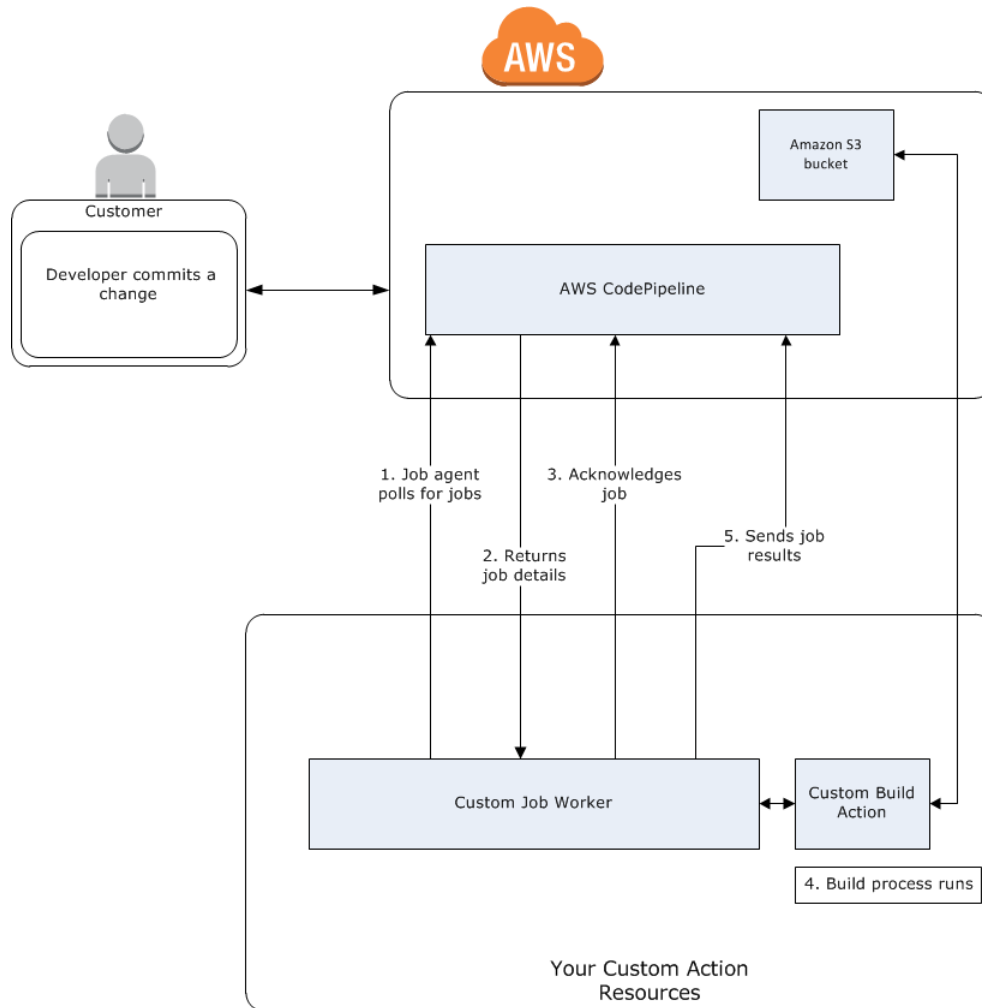 AWS
Amazon S3
bucket
Customer
Developer commits a
change
AWS CodePipeline
1. Job agent
polls for jobs
3. Acknowledges
job
2. Returns
job details
5. Sends job
results
Custom Job Worker
Custom Build
Action
4. Build process runs
Your Custom Action
Resources